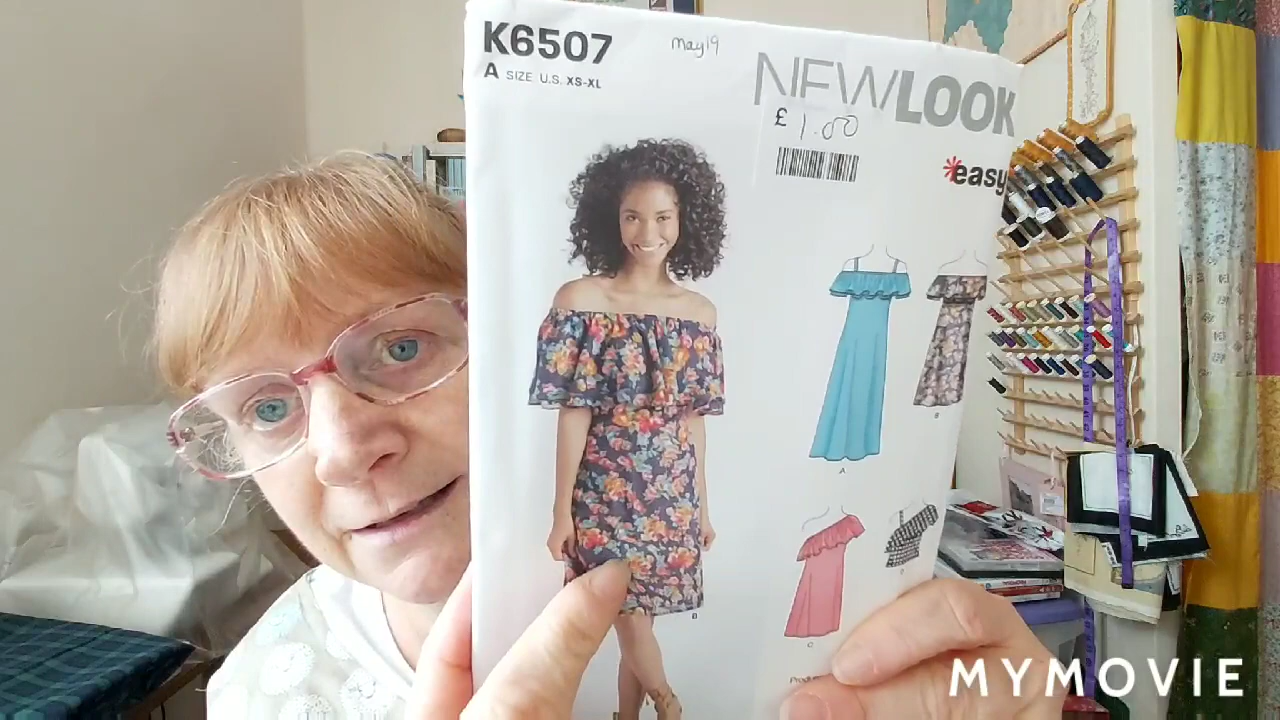 K6507
A SIZE U.S. XS-XL
may19
NEWLOOK
£1.00
*easy
A
B
C
B
MYMOVIE